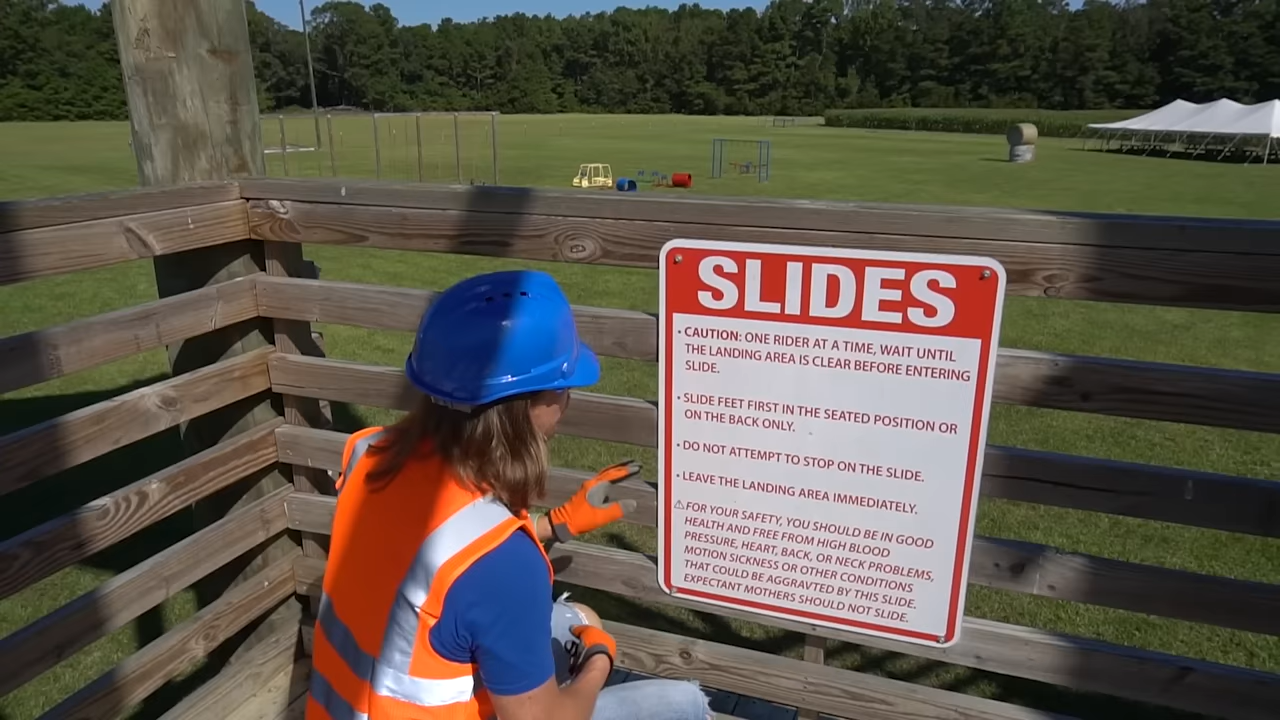 SLIDES
• CAUTION: ONE RIDER AT A TIME, WAIT UNTIL
THE LANDING AREA IS CLEAR BEFORE ENTERING
SLIDE.
• SLIDE FEET FIRST IN THE SEATED POSITION OR
ON THE BACK ONLY.
• DO NOT ATTEMPT TO STOP ON THE SLIDE.
• LEAVE THE LANDING AREA IMMEDIATELY.
⚠FOR YOUR SAFETY, YOU SHOULD BE IN GOOD
HEALTH AND FREE FROM HIGH BLOOD
PRESSURE, HEART, BACK, OR NECK PROBLEMS,
MOTION SICKNESS OR OTHER CONDITIONS
THAT COULD BE AGGRAVTED BY THIS SLIDE.
EXPECTANT MOTHERS SHOULD NOT SLIDE.